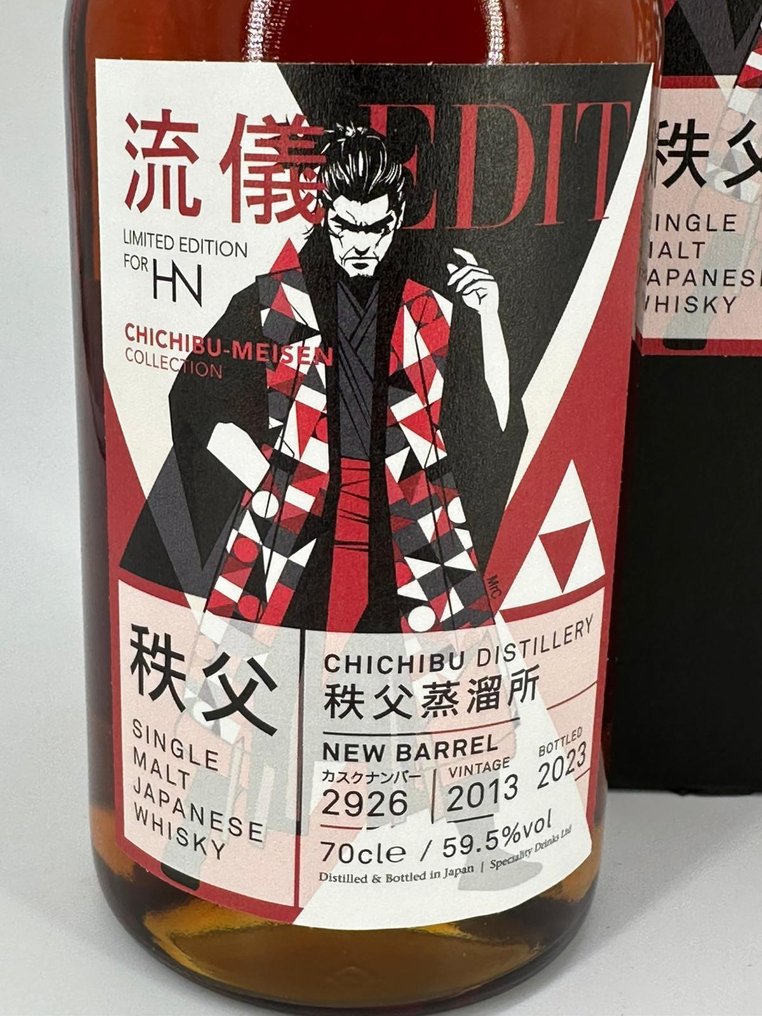 流儀 EDIT
LIMITED EDITION
FOR HN
CHICHIBU-MEISEN
COLLECTION
MrC
秩父
SINGLE
MALT
JAPANESE
WHISKY
CHICHIBU DISTILLERY
秩父蒸溜所
NEW BARREL
カスクナンバー
2926
VINTAGE
2013
BOTTLED
2023
70cl℮ / 59.5%vol
Distilled & Bottled in Japan | Speciality Drinks Ltd
秩父
SINGLE
MALT
JAPANESE
WHISKY